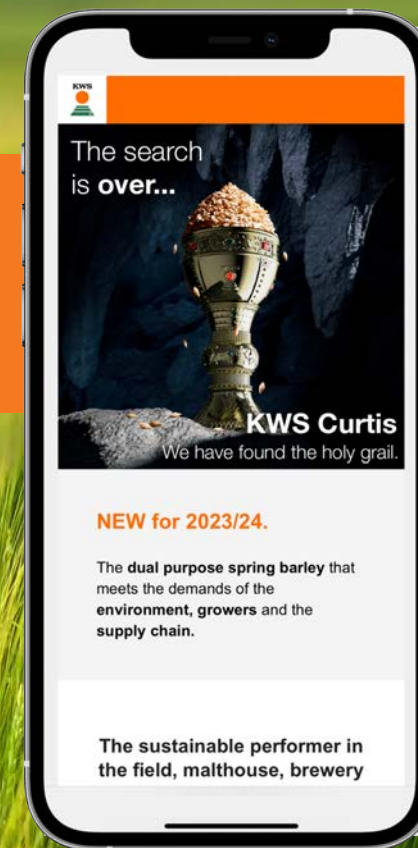 KWS
The search
is over...
KWS Curtis
We have found the holy grail.
NEW for 2023/24.
The dual purpose spring barley that
meets the demands of the
environment, growers and the
supply chain.
The sustainable performer in
the field, malthouse, brewery